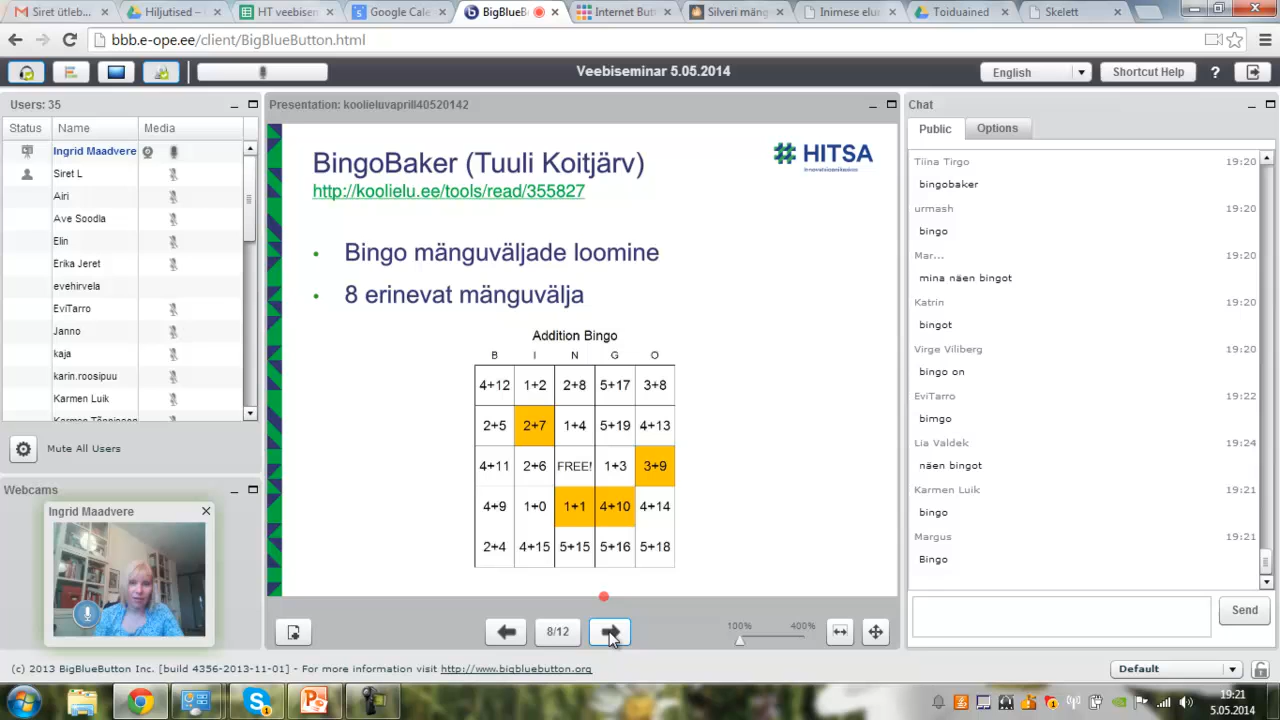 Siret ütleb...
Hiljutised –
HT veebisem
Google Cale
BigBlueB
Internet Butt
Silveri mäng
Inimese elun
Toiduained
Skelett
bbb.e-ope.ee/client/BigBlueButton.html
Veebiseminar 5.05.2014
English
Shortcut Help
?
Users: 35
Status Name Media
Ingrid Maadvere
Siret L
Airi
Ave Soodla
Elin
Erika Jeret
evehirvela
EviTarro
Janno
kaja
karin.roosipuu
Karmen Luik
Mute All Users
Webcams
Ingrid Maadvere
Presentation: koolieluvaprill40520142
BingoBaker (Tuuli Koitjärv)
HITSA
http://koolielu.ee/tools/read/355827
• Bingo mänguväljade loomine
• 8 erinevat mänguvälja
Addition Bingo
B I N G O
4+12 1+2 2+8 5+17 3+8
2+5 2+7 1+4 5+19 4+13
4+11 2+6 FREE! 1+3 3+9
4+9 1+0 1+1 4+10 4+14
2+4 4+15 5+15 5+16 5+18
8/12
100% 400%
Chat
Public Options
Tiina Tirgo 19:20
bingobaker
urmash 19:20
bingo
Mar... 19:20
mina näen bingot
Katrin 19:20
bingot
Virge Viliberg 19:20
bingo on
EviTarro 19:22
bimgo
Lia Valdek 19:24
näen bingot
Karmen Luik 19:21
bingo
Margus 19:21
Bingo
Send
(c) 2013 BigBlueButton Inc. [build 4356-2013-11-01] - For more information visit http://www.bigbluebutton.org
Default
19:21
5.05.2014